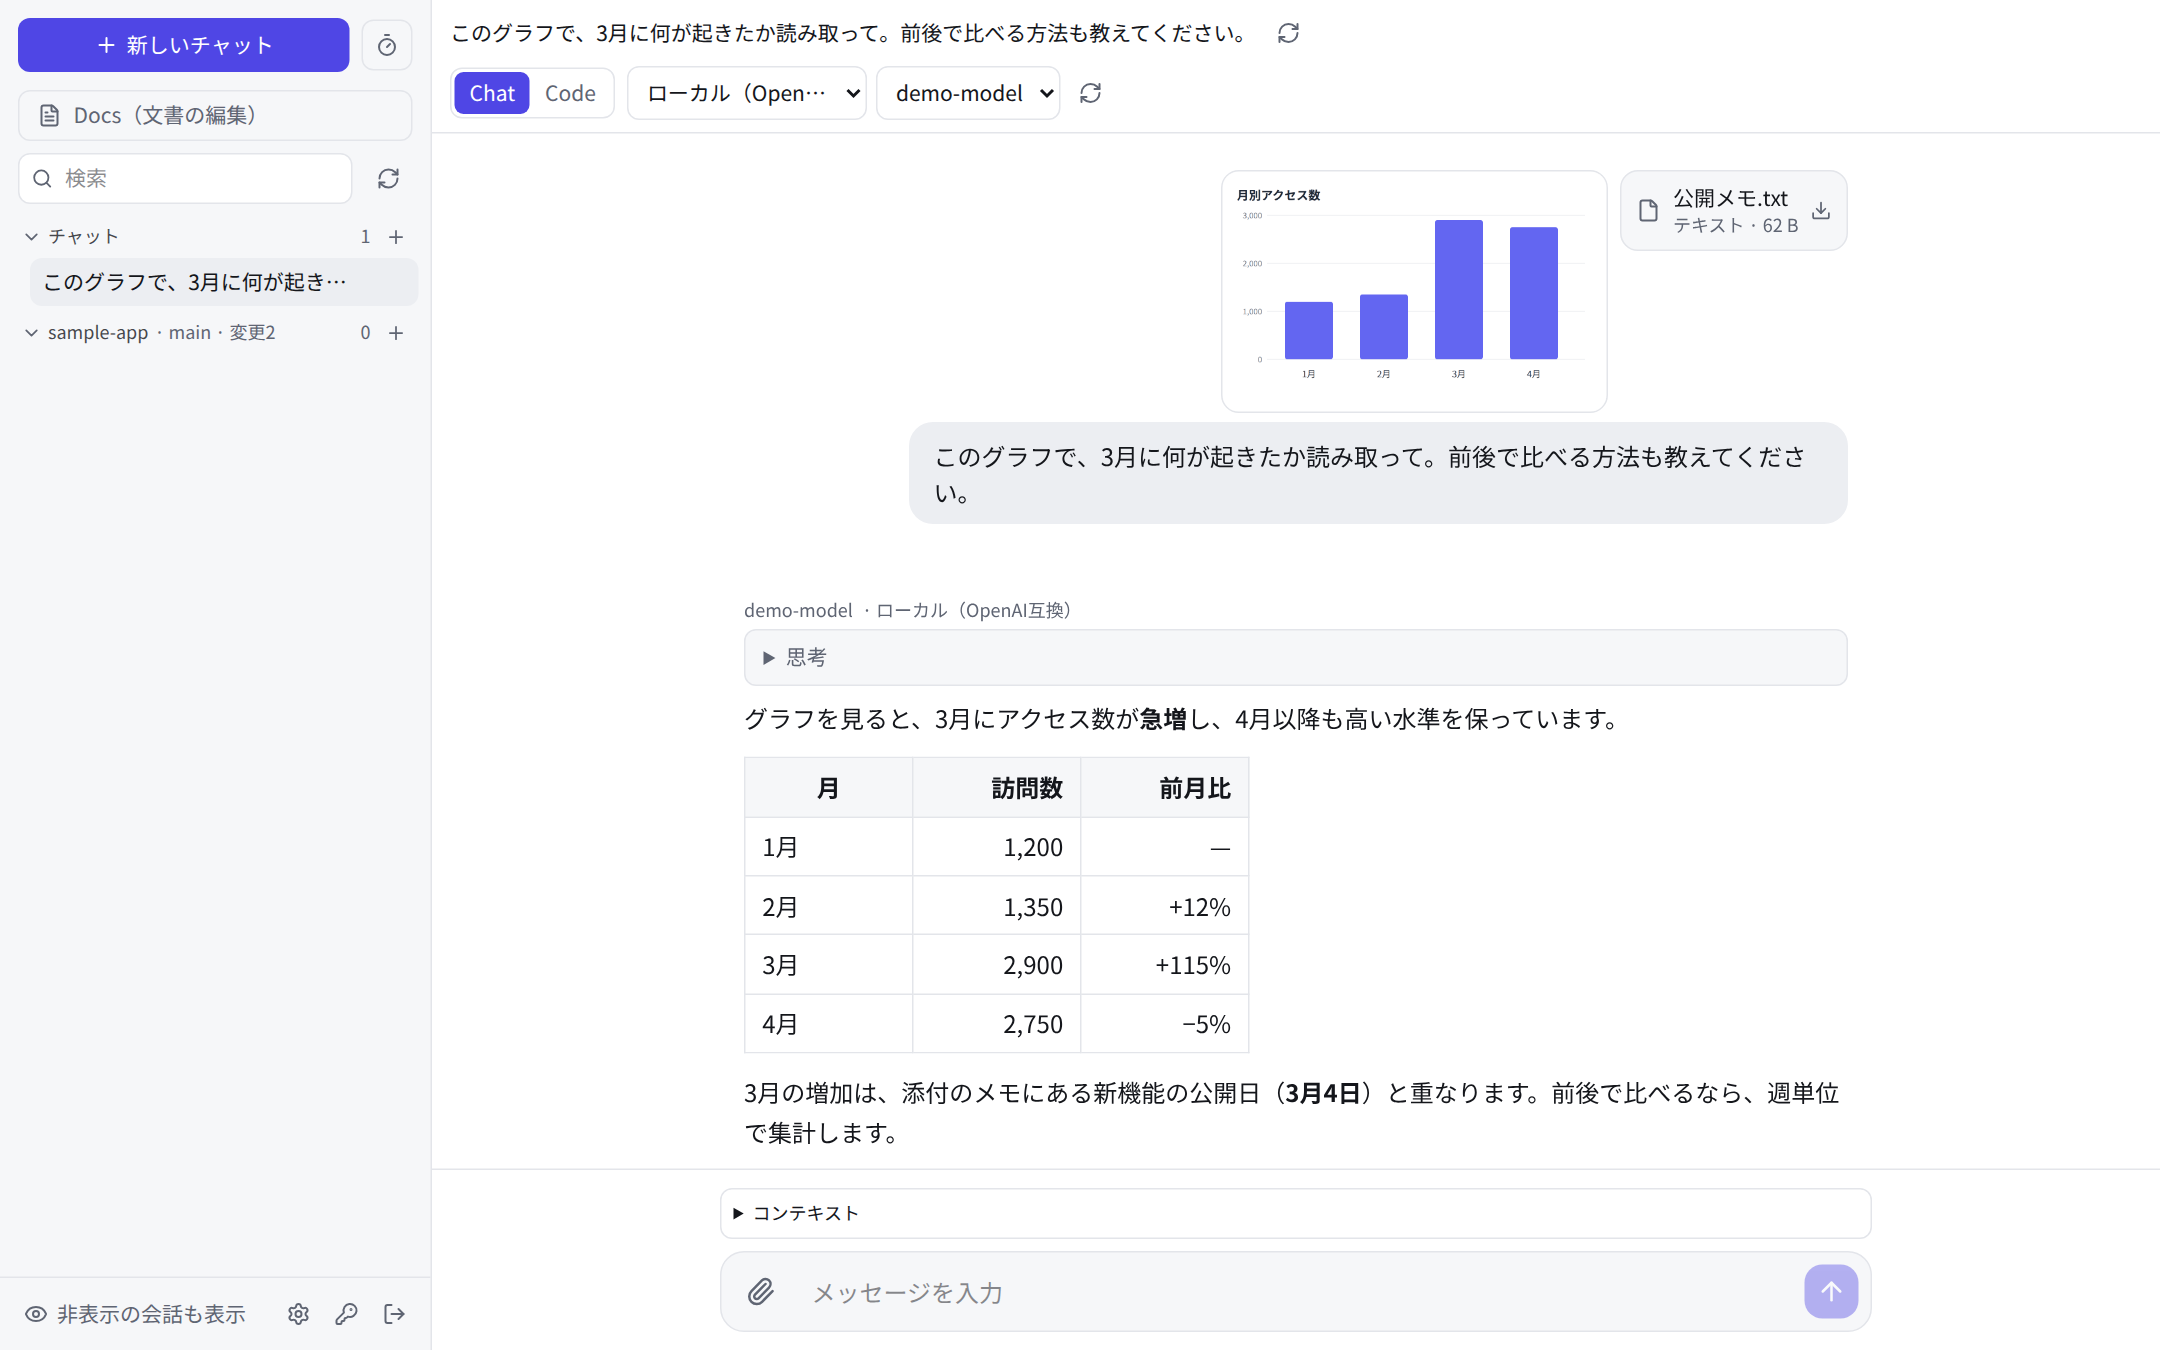 新しいチャット
Docs（文書の編集）
検索
チャット 1
このグラフで、3月に何が起き…
sample-app · main · 変更2 0
非表示の会話も表示
このグラフで、3月に何が起きたか読み取って。前後で比べる方法も教えてください。
Chat Code ローカル（Open… demo-model
月別アクセス数
3,000
2,000
1,000
0
1月 2月 3月 4月
公開メモ.txt
テキスト · 62 B
このグラフで、3月に何が起きたか読み取って。前後で比べる方法も教えてくださ
い。
demo-model · ローカル（OpenAI互換）
思考
グラフを見ると、3月にアクセス数が急増し、4月以降も高い水準を保っています。
月 訪問数 前月比
1月 1,200 —
2月 1,350 +12%
3月 2,900 +115%
4月 2,750 −5%
3月の増加は、添付のメモにある新機能の公開日（3月4日）と重なります。前後で比べるなら、週単位
で集計します。
コンテキスト
メッセージを入力